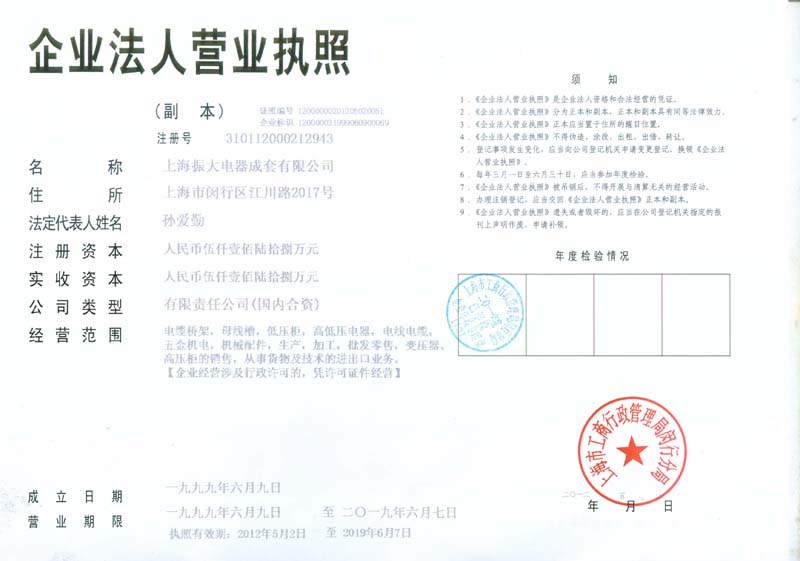 企业法人营业执照
（副　本）
证照编号 12000000201205020051
企业标识 12000003199906090069
注册号 310112000212943
名称 上海振大电器成套有限公司
住所 上海市闵行区江川路2017号
法定代表人姓名 孙爱勤
注册资本 人民币伍仟壹佰陆拾捌万元
实收资本 人民币伍仟壹佰陆拾捌万元
公司类型 有限责任公司(国内合资)
经营范围 电缆桥架，母线槽，低压柜，高低压电器，电线电缆，
五金机电，机械配件，生产，加工，批发零售，变压器、
高压柜的销售，从事货物及技术的进出口业务。
【企业经营涉及行政许可的，凭许可证件经营】
成立日期 一九九九年六月九日
营业期限 一九九九年六月九日 至 二〇一九年六月七日
执照有效期：2012年5月2日 至 2019年6月7日
须知
1．《企业法人营业执照》是企业法人资格和合法经营的凭证。
2．《企业法人营业执照》分为正本和副本，正本和副本具有同等法律效力。
3．《企业法人营业执照》正本应当置于住所的醒目位置。
4．《企业法人营业执照》不得伪造、涂改、出租、出借、转让。
5．登记事项发生变化，应当向公司登记机关申请变更登记，换领《企业法
人营业执照》。
6．每年三月一日至六月三十日，应当参加年度检验。
7．《企业法人营业执照》被吊销后，不得开展与清算无关的经营活动。
8．办理注销登记，应当交回《企业法人营业执照》正本和副本。
9．《企业法人营业执照》遗失或者毁坏的，应当在公司登记机关指定的报
刊上声明作废，申请补领。
年度检验情况
上海市工商行政管理局闵行分局
二〇一二 五
年 月 日